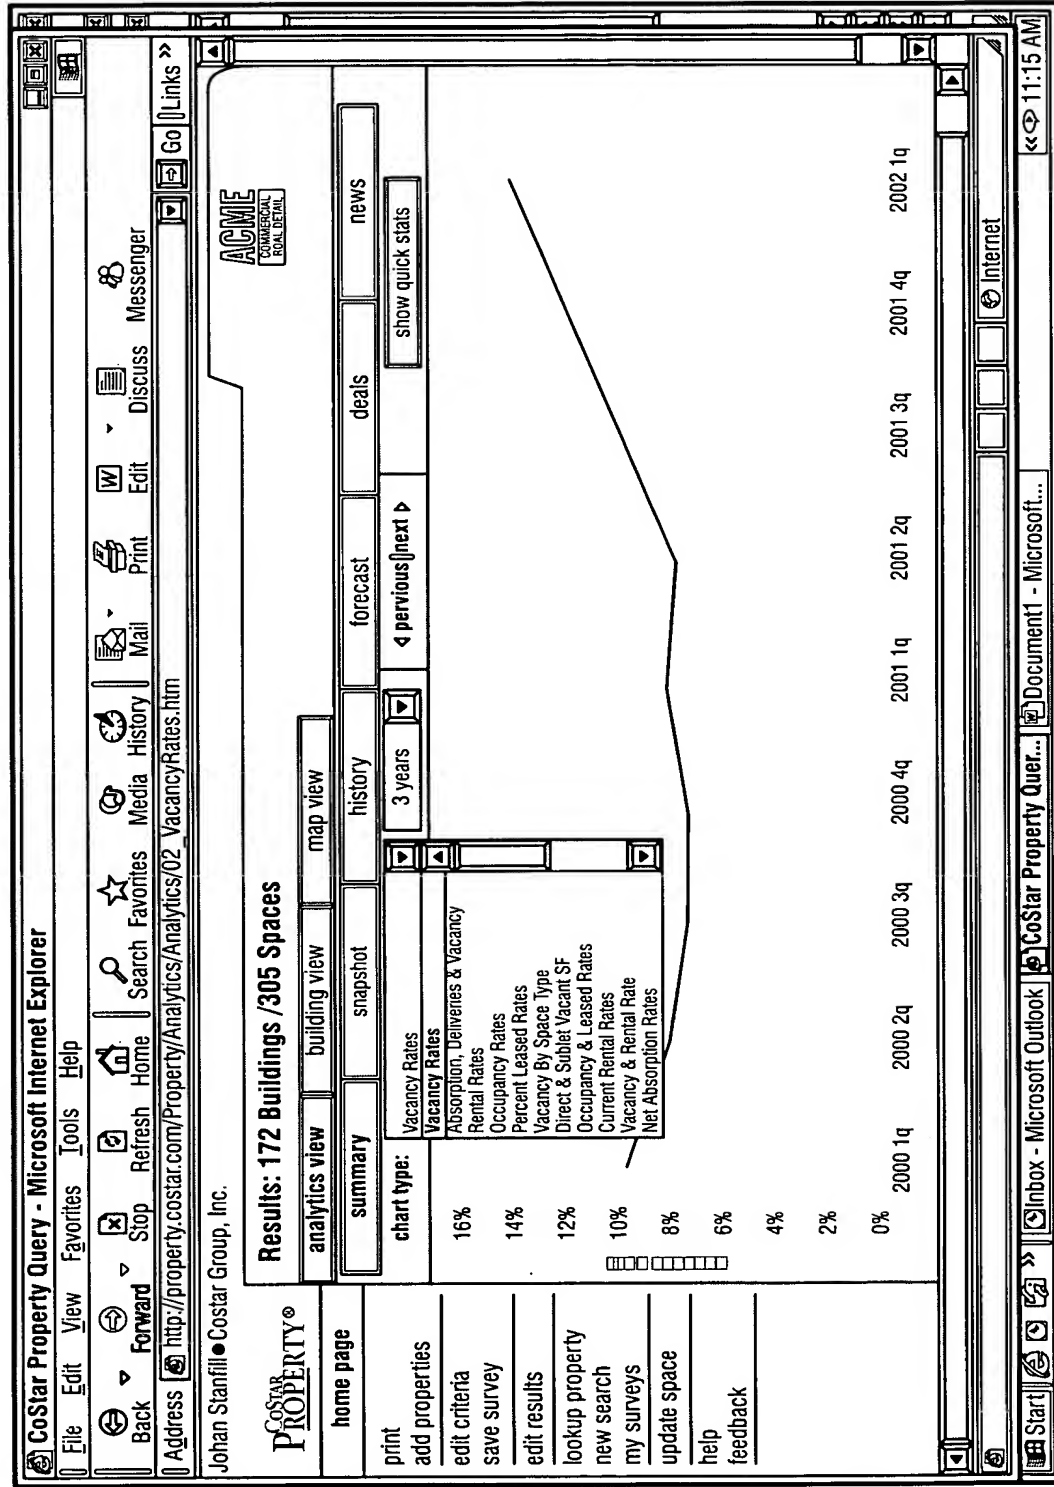 CoStar Property Query - Microsoft Internet Explorer
File Edit View Favorites Tools Help
Back Forward Stop Refresh Home Search Favorites Media History Mail Print Edit Discuss Messenger
Address http://property.costar.com/Property/Analytics/Analytics/02_VacancyRates.htm Go Links »
Johan Stanfill ● Costar Group, Inc.
COSTAR
PROPERTY®
ACME
COMMERCIAL
ROAL DETAIL
Results: 172 Buildings /305 Spaces
analytics view building view map view
summary snapshot history forecast deals news
chart type: Vacancy Rates 3 years pervious next show quick stats
Vacancy Rates
Absorption, Deliveries & Vacancy
Rental Rates
Occupancy Rates
Percent Leased Rates
Vacancy By Space Type
Direct & Sublet Vacant SF
Occupancy & Leased Rates
Current Rental Rates
Vacancy & Rental Rate
Net Absorption Rates
home page
print
add properties
edit criteria
save survey
edit results
lookup property
new search
my surveys
update space
help
feedback
16%
14%
12%
10%
8%
6%
4%
2%
0%
2000 1q 2000 2q 2000 3q 2000 4q 2001 1q 2001 2q 2001 3q 2001 4q 2002 1q
Internet
Start » Inbox - Microsoft Outlook CoStar Property Quer... Document1 - Microsoft... « 11:15 AM